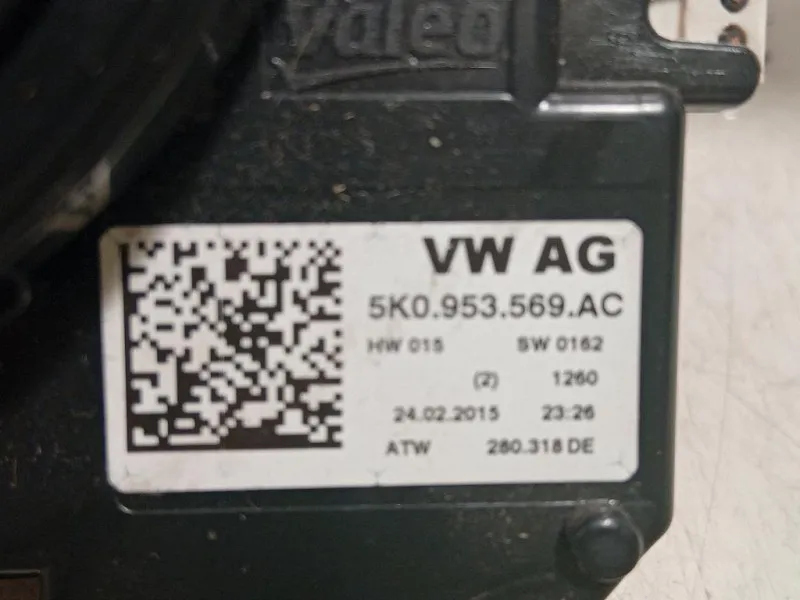 Valeo
VW AG
5K0.953.569.AC
HW 015 SW 0162
(2) 1260
24.02.2015 23:26
ATW 280.318 DE